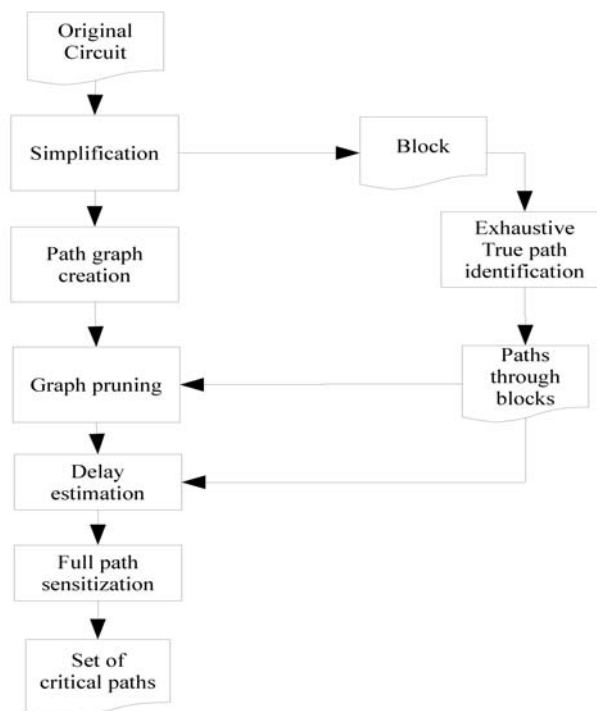 Original
Circuit
Simplification
Block
Path graph
creation
Exhaustive
True path
identification
Graph pruning
Paths
through
blocks
Delay
estimation
Full path
sensitization
Set of
critical paths